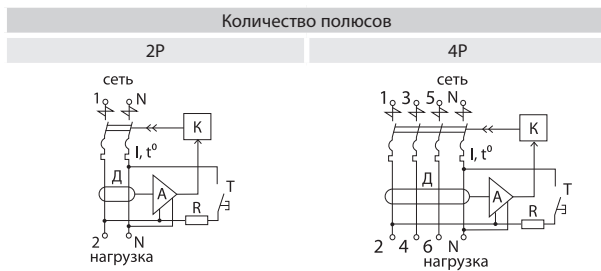 Количество полюсов
2P 4P
сеть сеть
1 N 1 3 5 N
K K
I, t⁰ I, t⁰
Д Д
A T A T
R R
2 N 2 4 6 N
нагрузка нагрузка